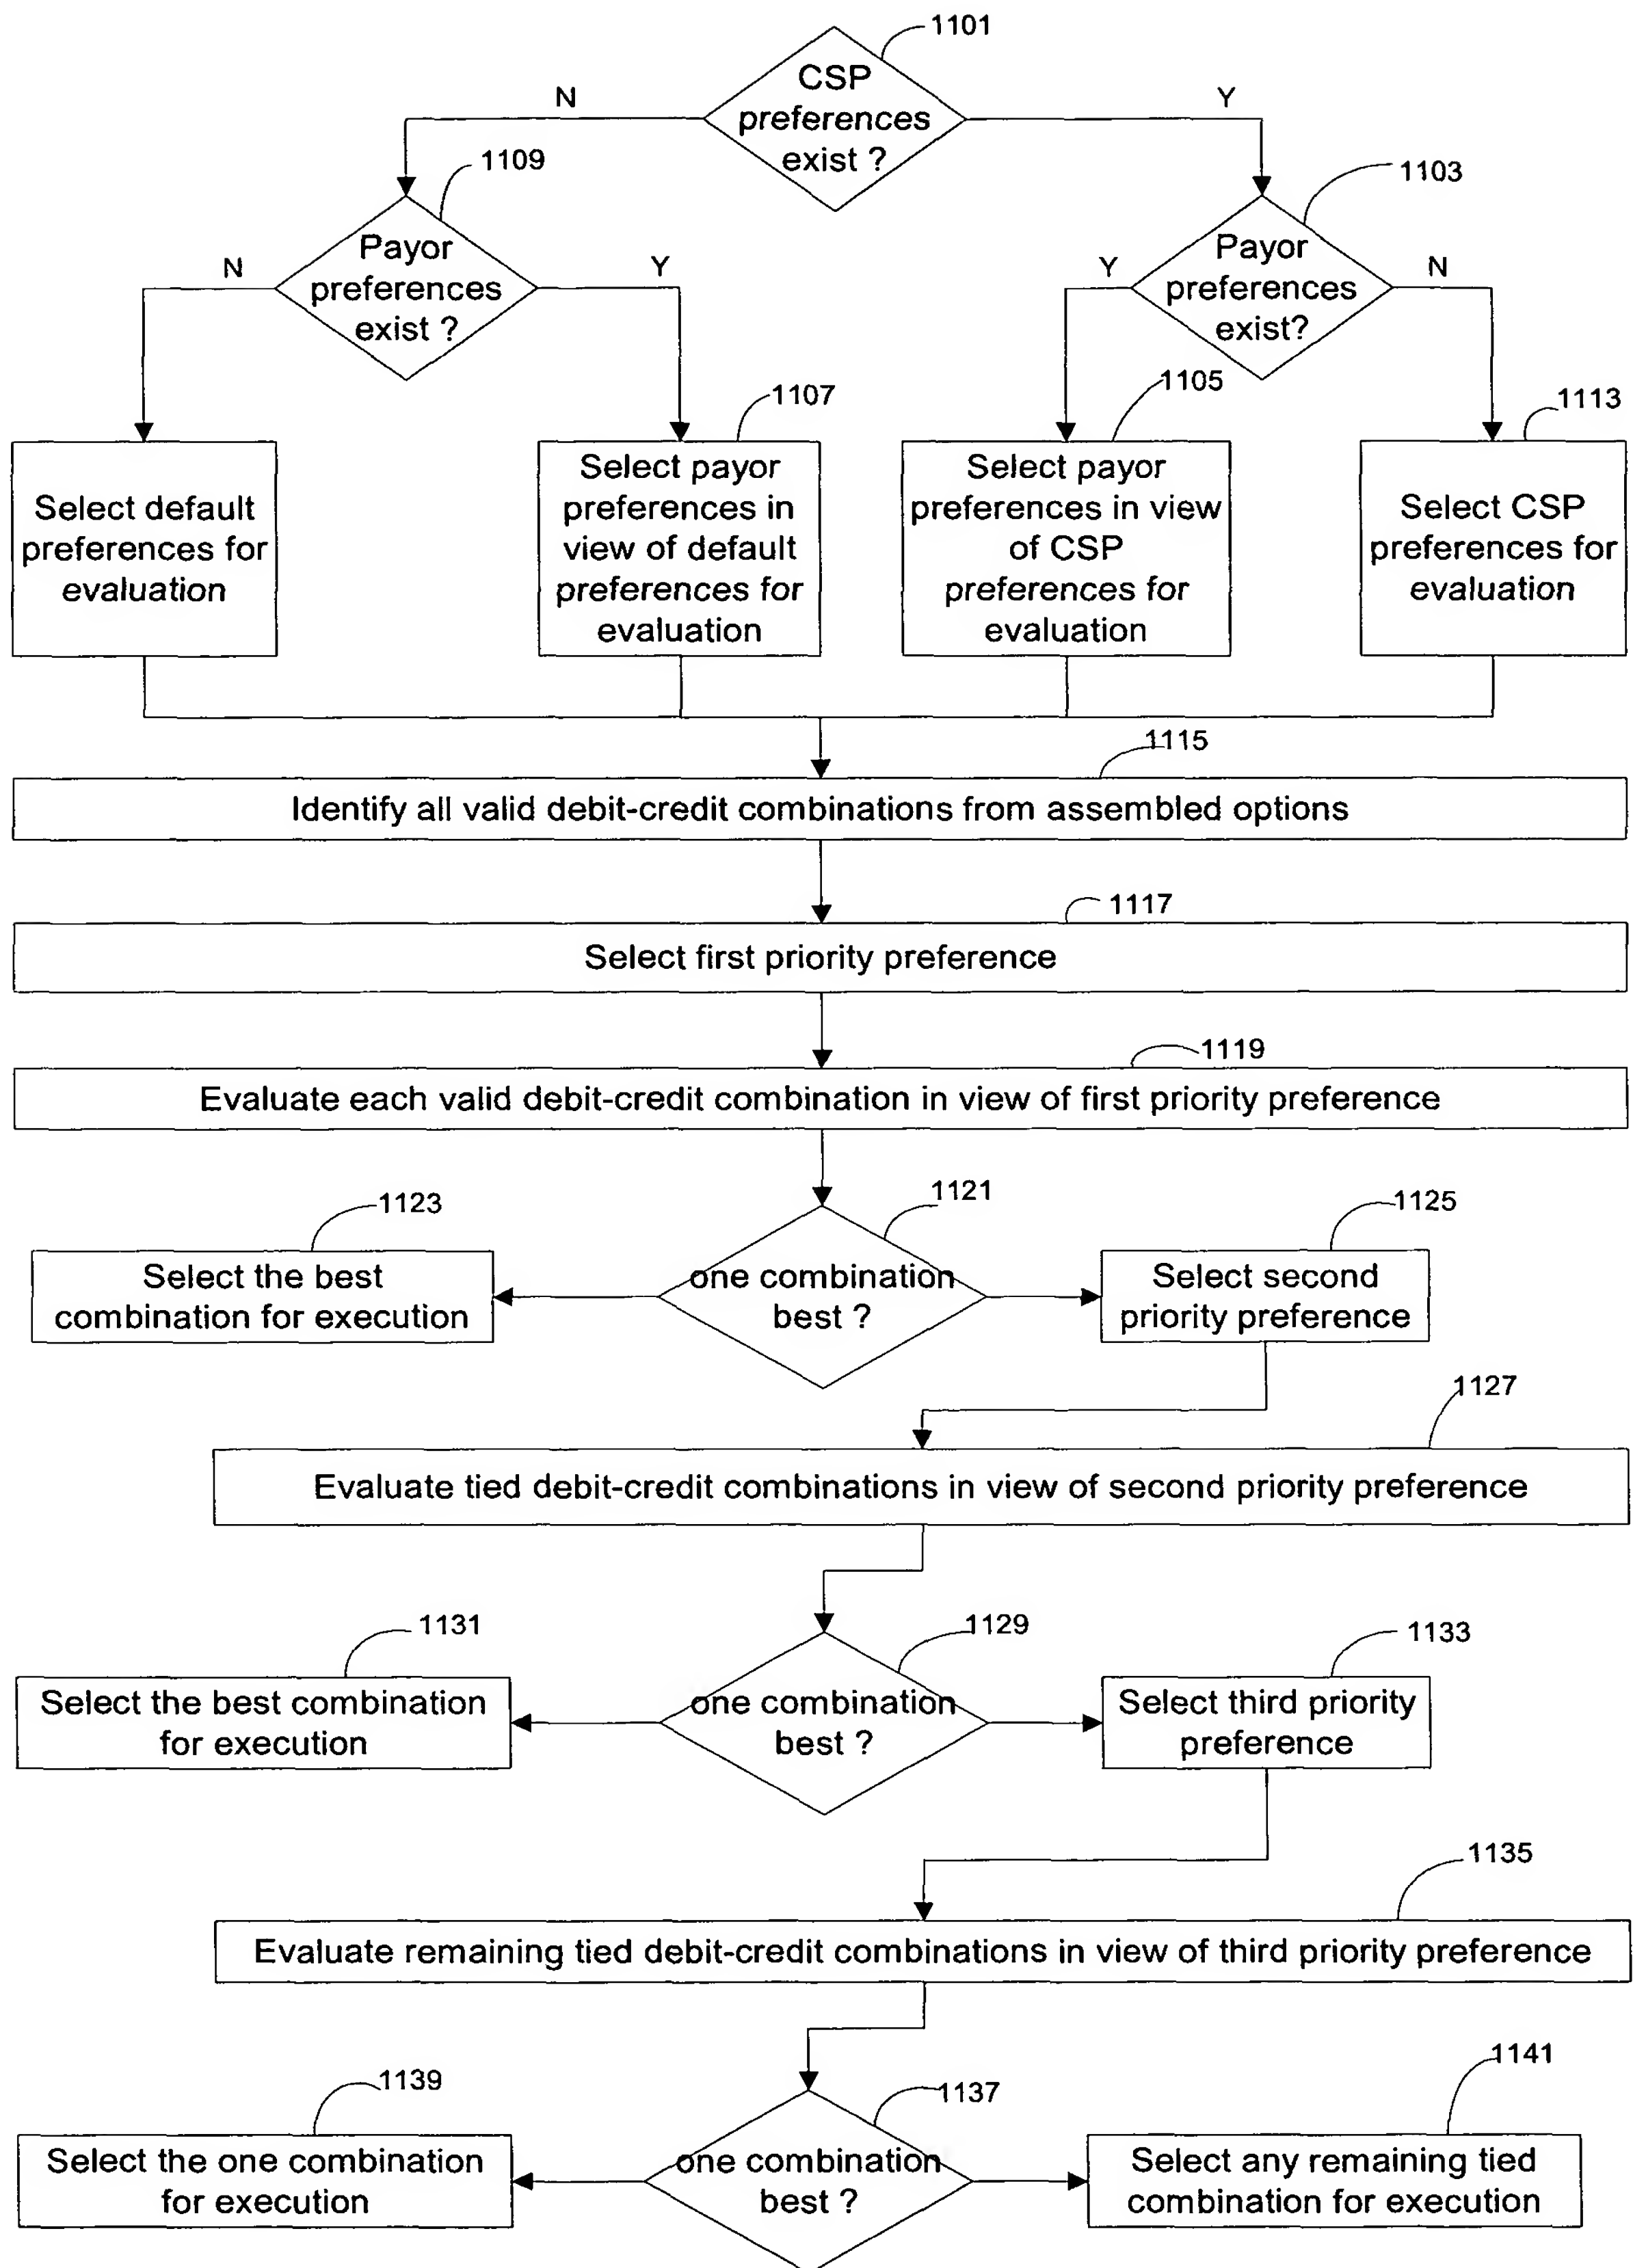 1101
CSP
preferences
exist ?
N
Y
1109
1103
Payor
preferences
exist ?
N
Y
Payor
preferences
exist?
Y
N
1107
1105
1113
Select default
preferences for
evaluation
Select payor
preferences in
view of default
preferences for
evaluation
Select payor
preferences in view
of CSP
preferences for
evaluation
Select CSP
preferences for
evaluation
1115
Identify all valid debit-credit combinations from assembled options
1117
Select first priority preference
1119
Evaluate each valid debit-credit combination in view of first priority preference
1123
1121
1125
Select the best
combination for execution
one combination
best ?
Select second
priority preference
1127
Evaluate tied debit-credit combinations in view of second priority preference
1131
1129
1133
Select the best combination
for execution
one combination
best ?
Select third priority
preference
1135
Evaluate remaining tied debit-credit combinations in view of third priority preference
1139
1137
1141
Select the one combination
for execution
one combination
best ?
Select any remaining tied
combination for execution